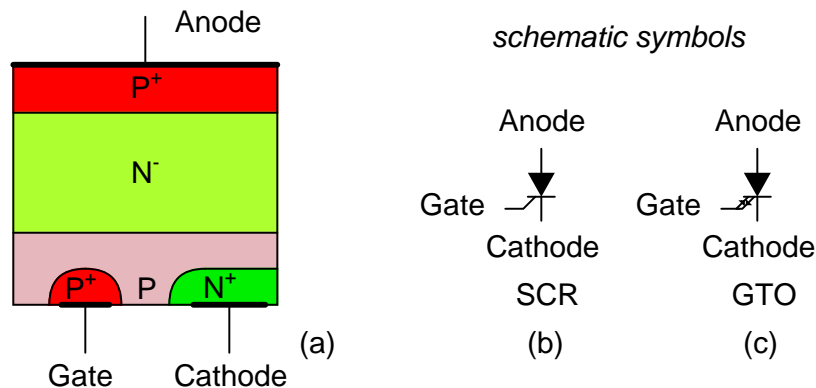 Anode
P+
N-
P+ P N+
Gate Cathode
(a)
schematic symbols
Anode
Gate
Cathode
SCR
(b)
Anode
Gate
Cathode
GTO
(c)